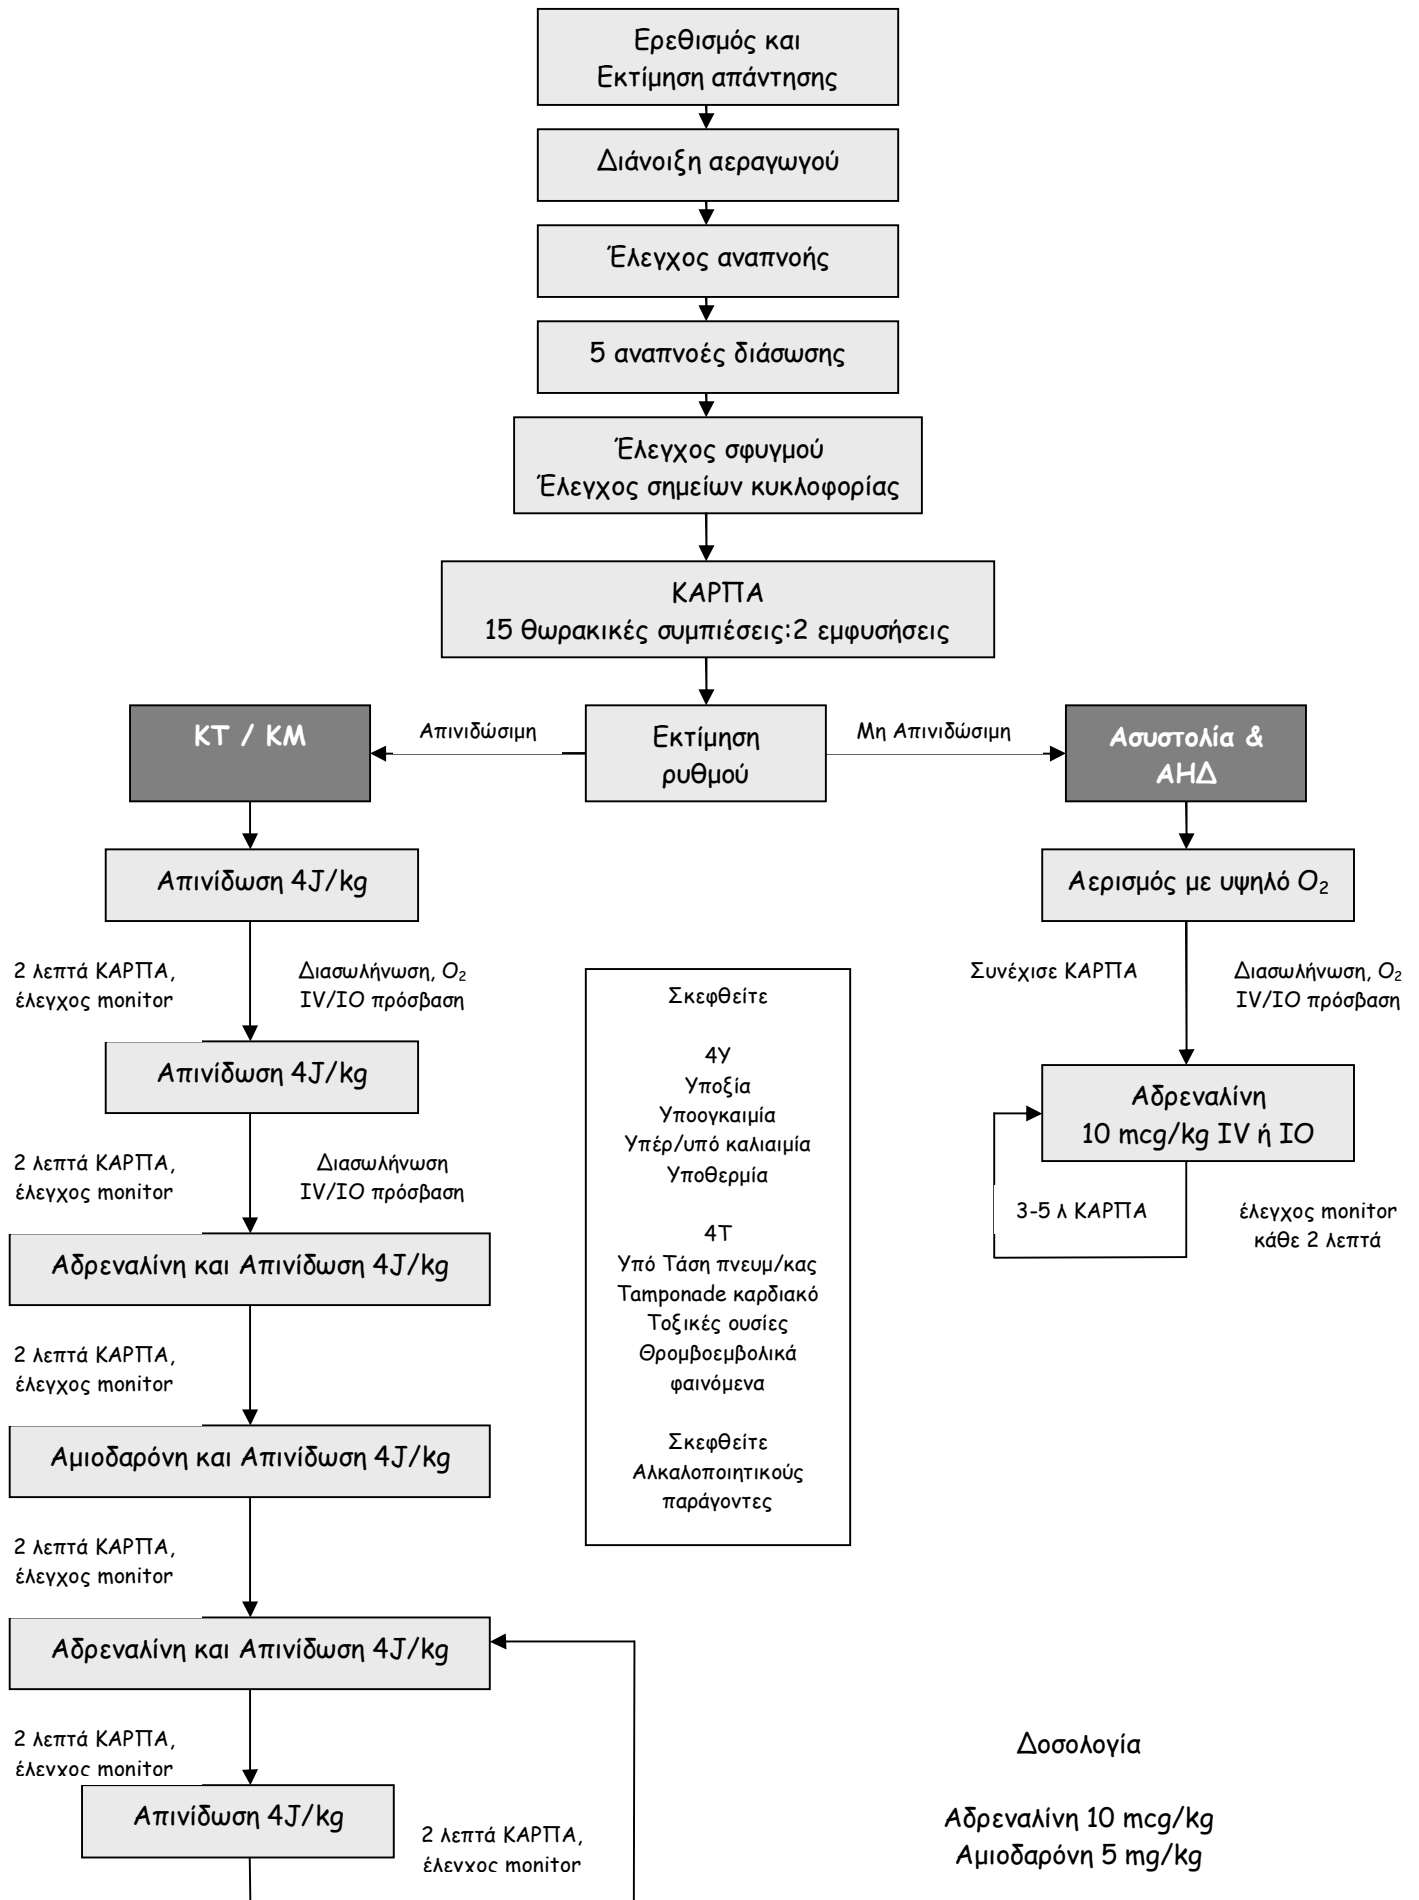 Ερεθισμός και
Εκτίμηση απάντησης
Διάνοιξη αεραγωγού
Έλεγχος αναπνοής
5 αναπνοές διάσωσης
Έλεγχος σφυγμού
Έλεγχος σημείων κυκλοφορίας
ΚΑΡΠΑ
15 θωρακικές συμπιέσεις:2 εμφυσήσεις
Εκτίμηση
ρυθμού
Απινιδώσιμη
Μη Απινιδώσιμη
ΚΤ / ΚΜ
Ασυστολία &
ΑΗΔ
Απινίδωση 4J/kg
2 λεπτά ΚΑΡΠΑ,
έλεγχος monitor
Διασωλήνωση, O₂
IV/IO πρόσβαση
Απινίδωση 4J/kg
2 λεπτά ΚΑΡΠΑ,
έλεγχος monitor
Διασωλήνωση
IV/IO πρόσβαση
Αδρεναλίνη και Απινίδωση 4J/kg
2 λεπτά ΚΑΡΠΑ,
έλεγχος monitor
Αμιοδαρόνη και Απινίδωση 4J/kg
2 λεπτά ΚΑΡΠΑ,
έλεγχος monitor
Αδρεναλίνη και Απινίδωση 4J/kg
2 λεπτά ΚΑΡΠΑ,
έλεγχος monitor
Απινίδωση 4J/kg
2 λεπτά ΚΑΡΠΑ,
έλεγχος monitor
Σκεφθείτε
4Υ
Υποξία
Υποογκαιμία
Υπέρ/υπό καλιαιμία
Υποθερμία
4Τ
Υπό Τάση πνευμ/κας
Tamponade καρδιακό
Τοξικές ουσίες
Θρομβοεμβολικά
φαινόμενα
Σκεφθείτε
Αλκαλοποιητικούς
παράγοντες
Αερισμός με υψηλό O₂
Συνέχισε ΚΑΡΠΑ
Διασωλήνωση, O₂
IV/IO πρόσβαση
Αδρεναλίνη
10 mcg/kg IV ή IO
3-5 λ ΚΑΡΠΑ
έλεγχος monitor
κάθε 2 λεπτά
Δοσολογία
Αδρεναλίνη 10 mcg/kg
Αμιοδαρόνη 5 mg/kg